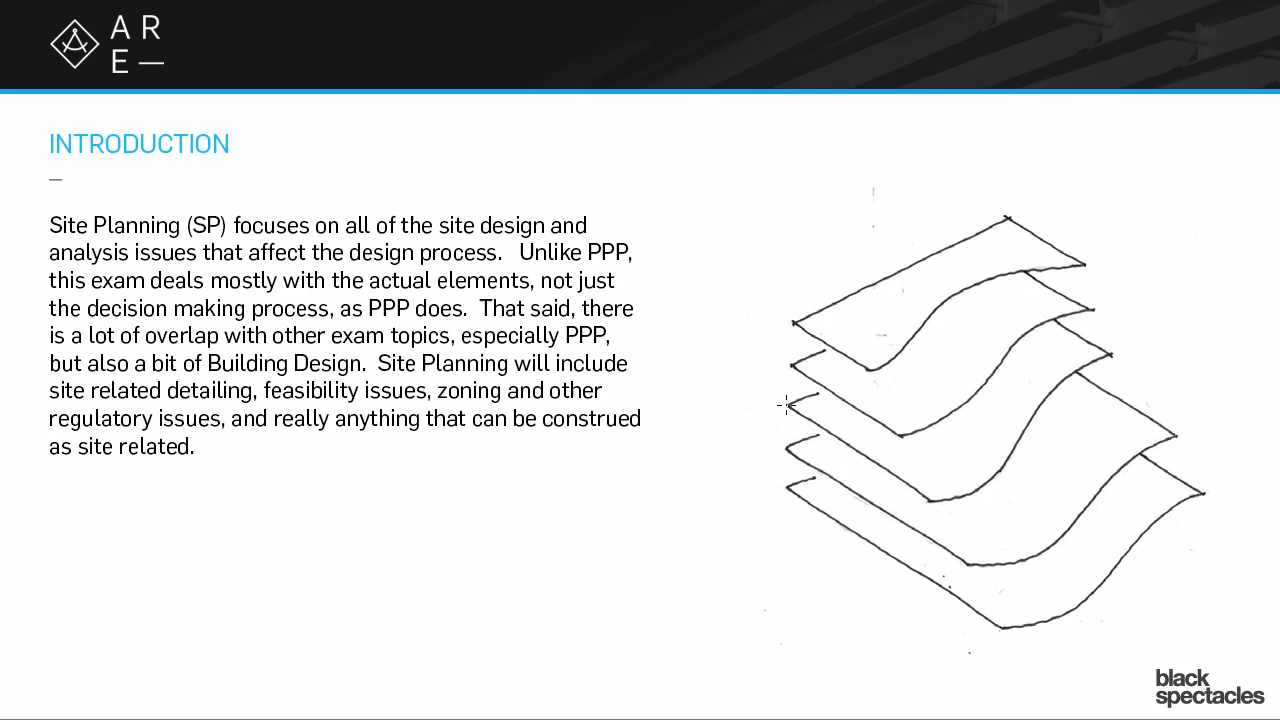 A R
E —
INTRODUCTION
—
Site Planning (SP) focuses on all of the site design and
analysis issues that affect the design process.   Unlike PPP,
this exam deals mostly with the actual elements, not just
the decision making process, as PPP does.  That said, there
is a lot of overlap with other exam topics, especially PPP,
but also a bit of Building Design.  Site Planning will include
site related detailing, feasibility issues, zoning and other
regulatory issues, and really anything that can be construed
as site related.
black
spectacles